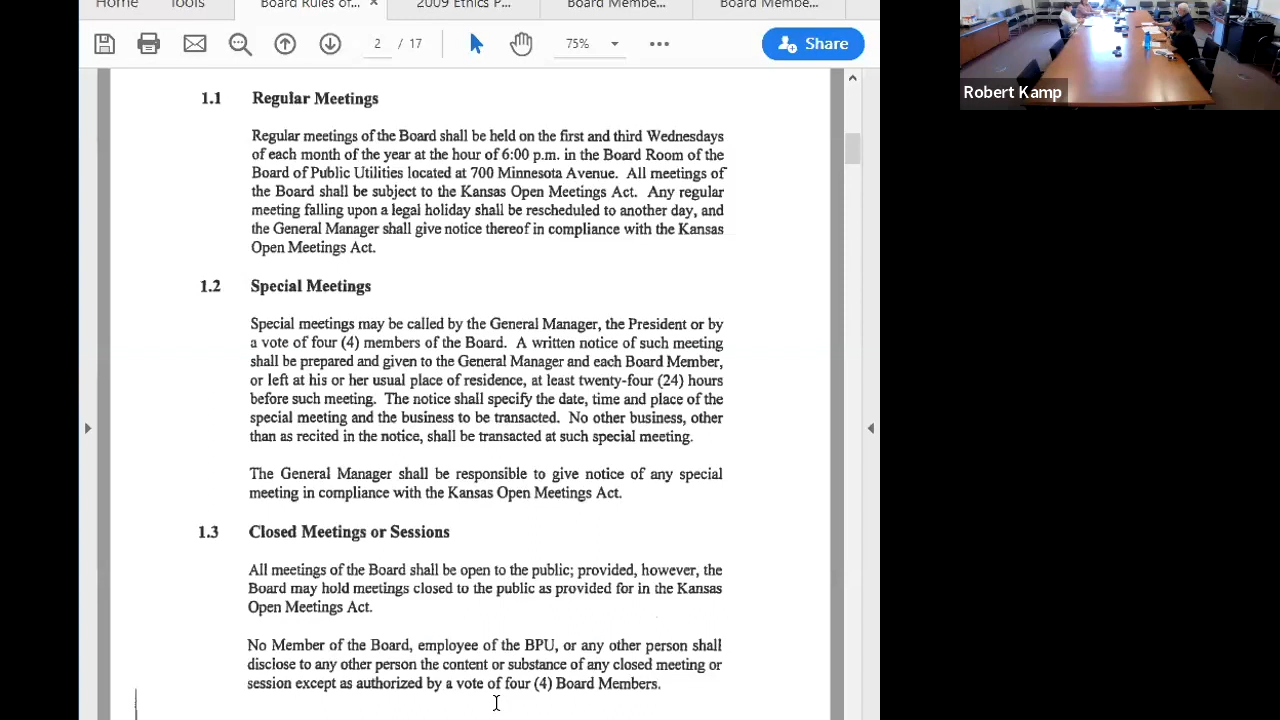 Home
Tools
Board Rules of...
2009 Ethics P...
Board Membe...
Board Membe...
2 / 17
75%
Share
Robert Kamp
1.1 Regular Meetings
Regular meetings of the Board shall be held on the first and third Wednesdays
of each month of the year at the hour of 6:00 p.m. in the Board Room of the
Board of Public Utilities located at 700 Minnesota Avenue. All meetings of
the Board shall be subject to the Kansas Open Meetings Act. Any regular
meeting falling upon a legal holiday shall be rescheduled to another day, and
the General Manager shall give notice thereof in compliance with the Kansas
Open Meetings Act.
1.2 Special Meetings
Special meetings may be called by the General Manager, the President or by
a vote of four (4) members of the Board. A written notice of such meeting
shall be prepared and given to the General Manager and each Board Member,
or left at his or her usual place of residence, at least twenty-four (24) hours
before such meeting. The notice shall specify the date, time and place of the
special meeting and the business to be transacted. No other business, other
than as recited in the notice, shall be transacted at such special meeting.
The General Manager shall be responsible to give notice of any special
meeting in compliance with the Kansas Open Meetings Act.
1.3 Closed Meetings or Sessions
All meetings of the Board shall be open to the public; provided, however, the
Board may hold meetings closed to the public as provided for in the Kansas
Open Meetings Act.
No Member of the Board, employee of the BPU, or any other person shall
disclose to any other person the content or substance of any closed meeting or
session except as authorized by a vote of four (4) Board Members.